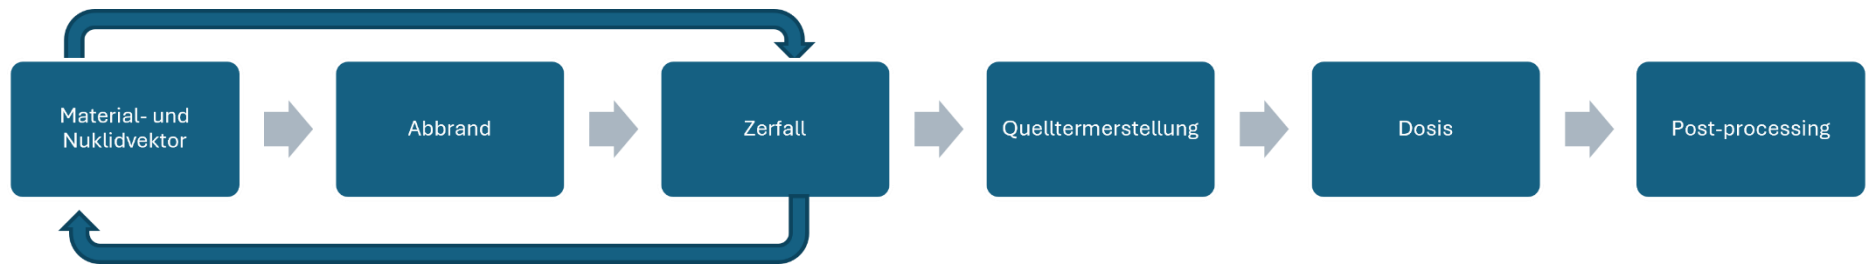 Material- und
Nuklidvektor
Abbrand
Zerfall
Quelltermerstellung
Dosis
Post-processing